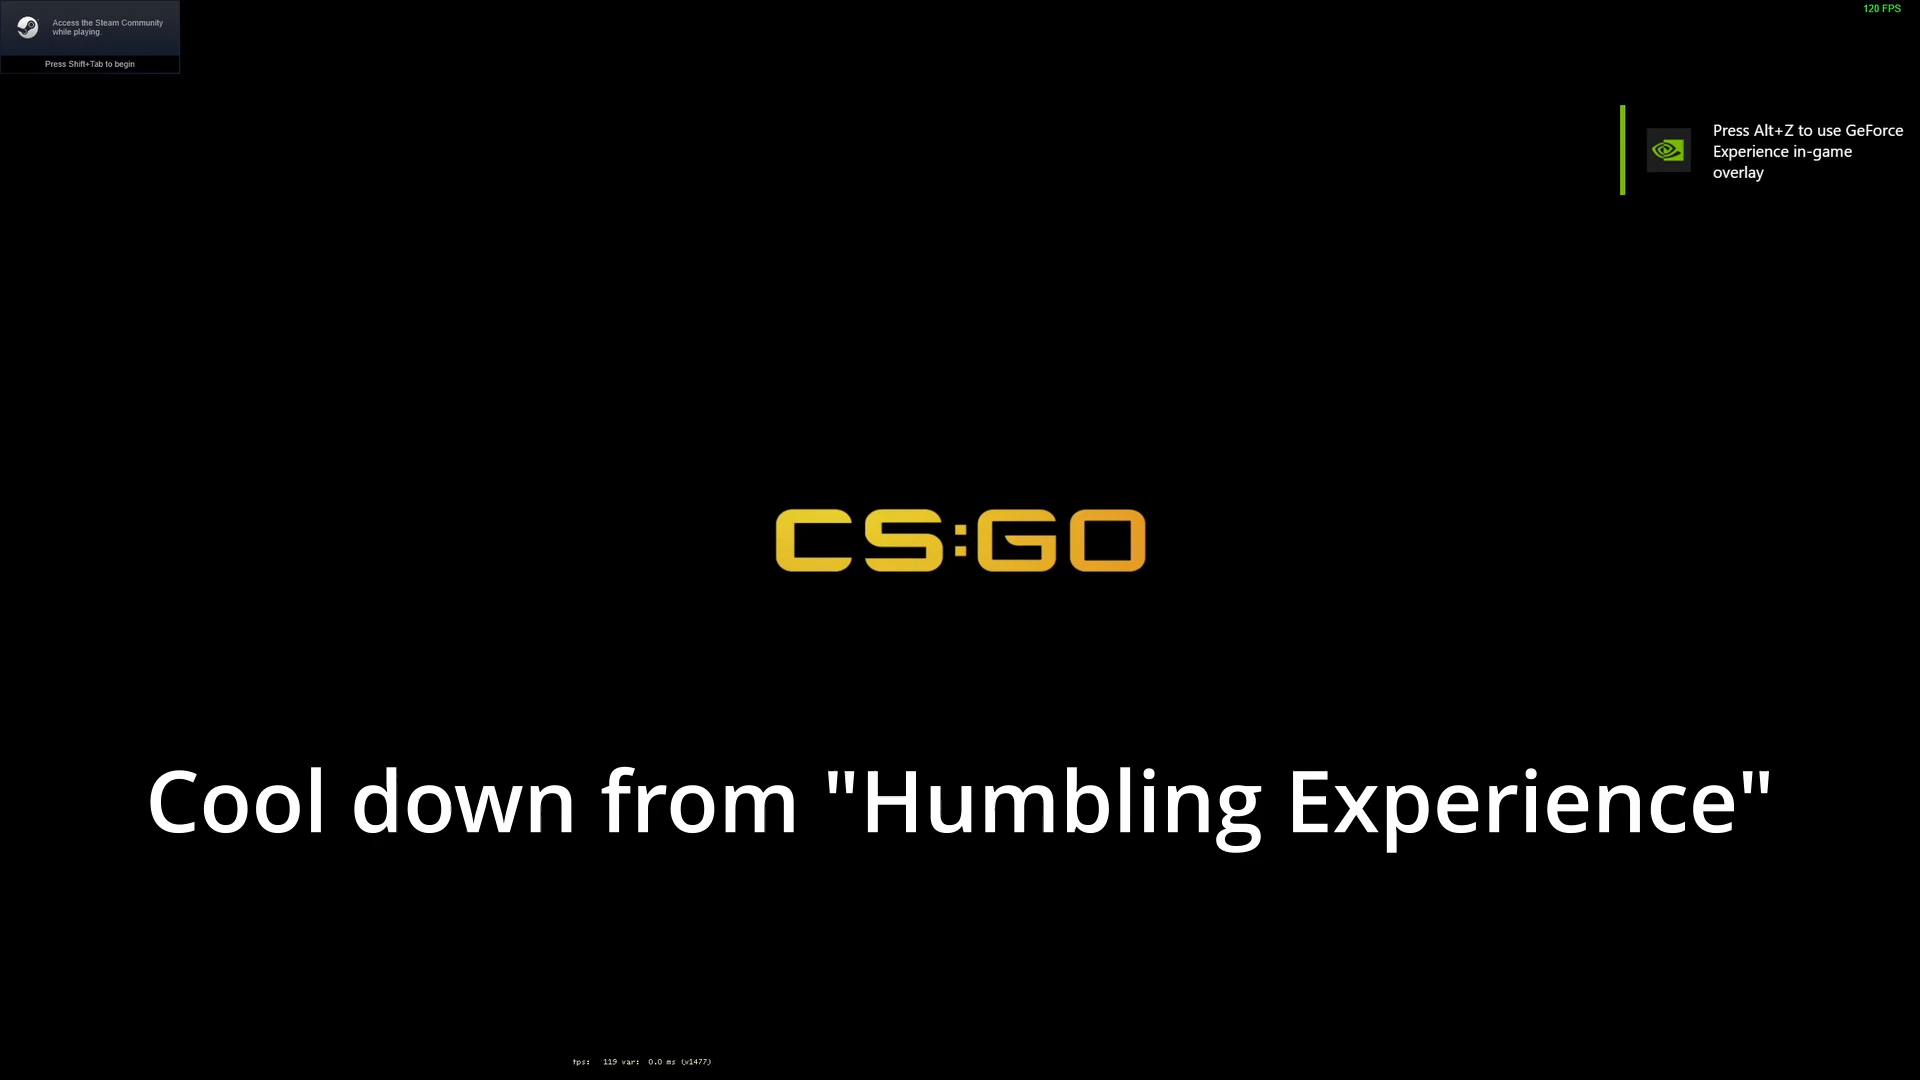 Access the Steam Community
while playing.
Press Shift+Tab to begin
120 FPS
Press Alt+Z to use GeForce
Experience in-game
overlay
CS:GO
Cool down from "Humbling Experience"
fps: 119 var: 0.0 ms (v1477)